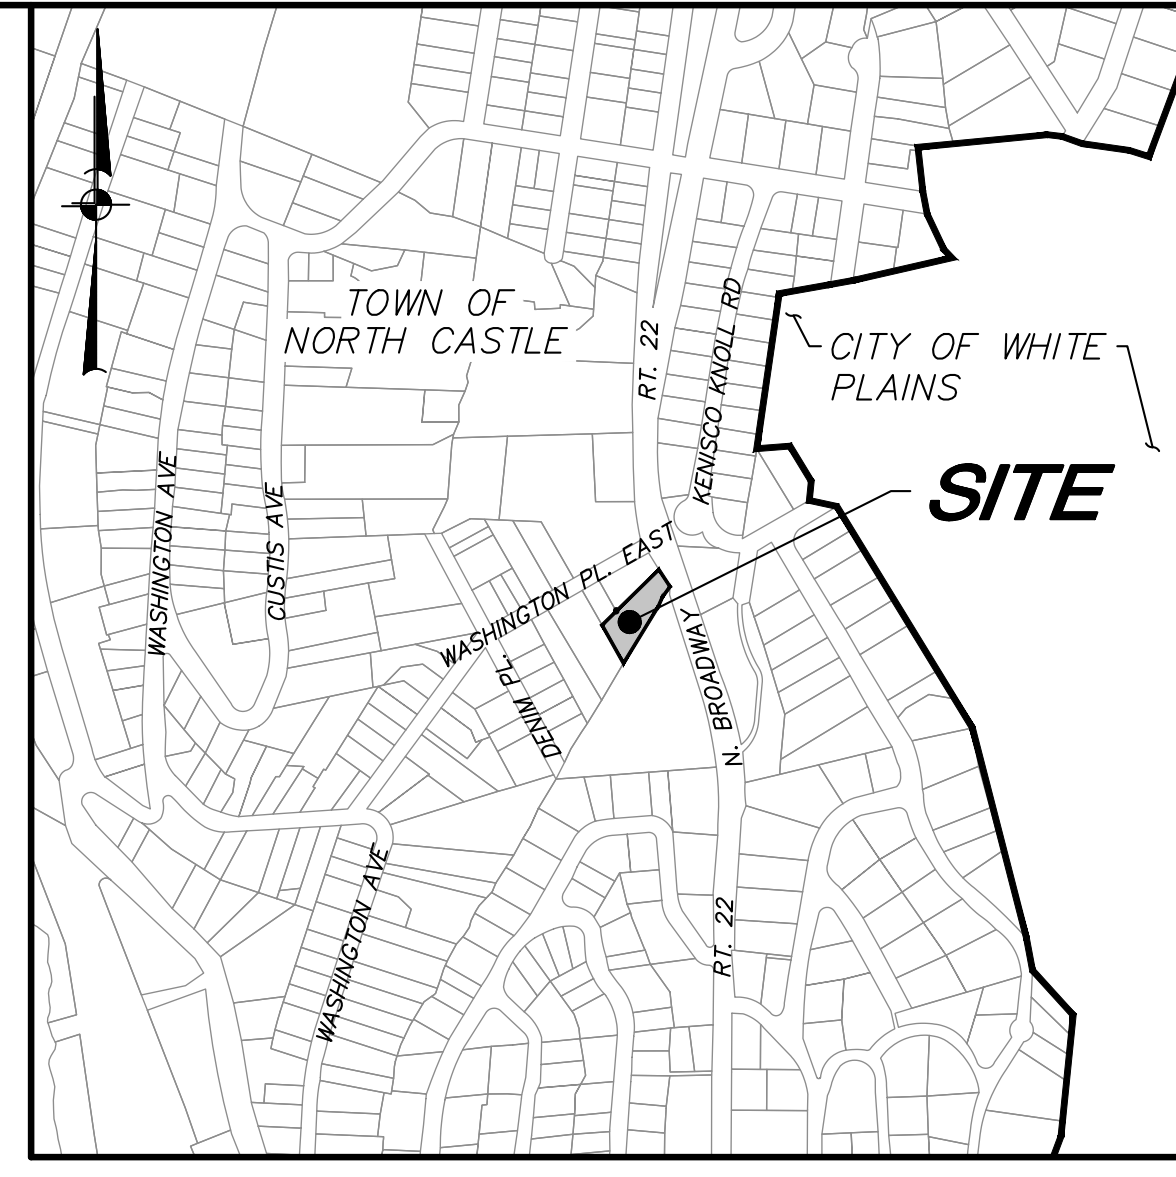 TOWN OF
NORTH CASTLE
RT. 22
KENISCO KNOLL RD
CITY OF WHITE
PLAINS
SITE
WASHINGTON AVE
CUSTIS AVE
WASHINGTON PL. EAST
DENIM PL.
N. BROADWAY
WASHINGTON AVE
RT. 22